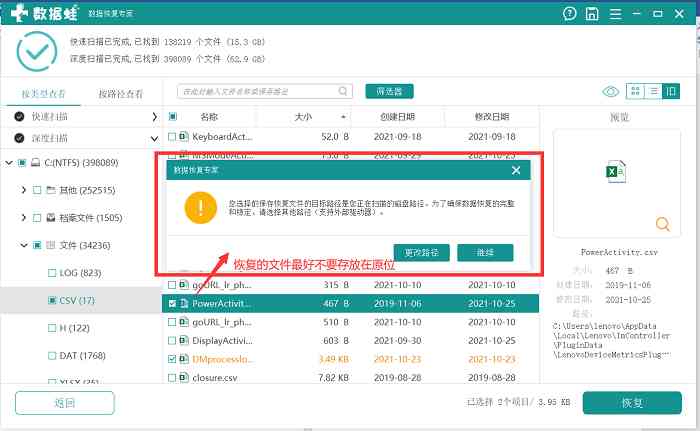 数据蛙 数据恢复专家
快速扫描已完成, 已找到 138219 个文件 (15.3 GB)
深度扫描已完成, 已找到 398089 个文件 (62.9 GB)
按类型查看 按路径查看
在此处输入文件名称或保存路径
筛选器
快速扫描
深度扫描
C:(NTFS) (398089)
其他 (252515)
档案文件 (1505)
文件 (34236)
LOG (823)
CSV (17)
H (122)
DAT (1768)
XLSX (35)
名称 大小 创建日期 修改日期
KeyboardAct... 52.0 B 2021-09-18 2021-09-18
数据恢复专家
您选择的保存恢复文件的目标路径是您正在扫描的磁盘路径。为了确保数据恢复的完整
和稳定, 请选择其他路径 (支持外部驱动器) 。
更改路径 继续
恢复的文件最好不要存放在原位
goURL_lr_ph... 315 B 2021-10-10 2021-10-10
PowerActivit... 467 B 2019-11-06 2021-10-25
goURL_lr_ph... 510 B 2021-10-10 2021-10-10
DisplayActivi... 603 B 2021-09-30 2021-10-25
DMprocesslo... 3.49 KB 2021-10-23 2021-10-23
closure.csv 7.82 KB 2019-08-28 2019-08-28
预览
PowerActivity.csv
大小: 467 B
创建日期: 2019-11-06
修改日期: 2021-10-25
路径:
C:\Users\lenovo\AppData
\Local\Lenovo\ImController
\PluginData
\LenovoDeviceMetricsPlug…
返回
已选择 2个项目/ 3.95 KB
恢复